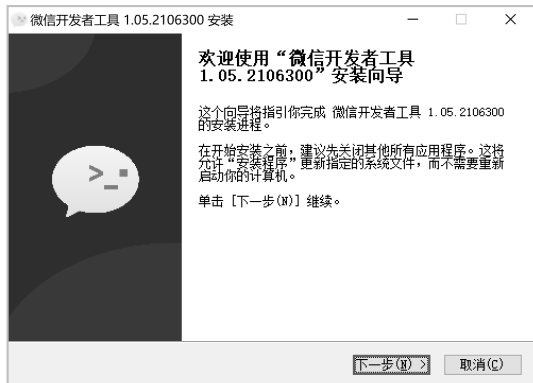 微信开发者工具 1.05.2106300 安装
欢迎使用“微信开发者工具
1.05.2106300”安装向导
这个向导将指引你完成 微信开发者工具 1.05.2106300
的安装进程。
在开始安装之前，建议先关闭其他所有应用程序。这将
允许“安装程序”更新指定的系统文件，而不需要重新
启动你的计算机。
单击 [下一步(N)] 继续。
>_
下一步(N) >
取消(C)